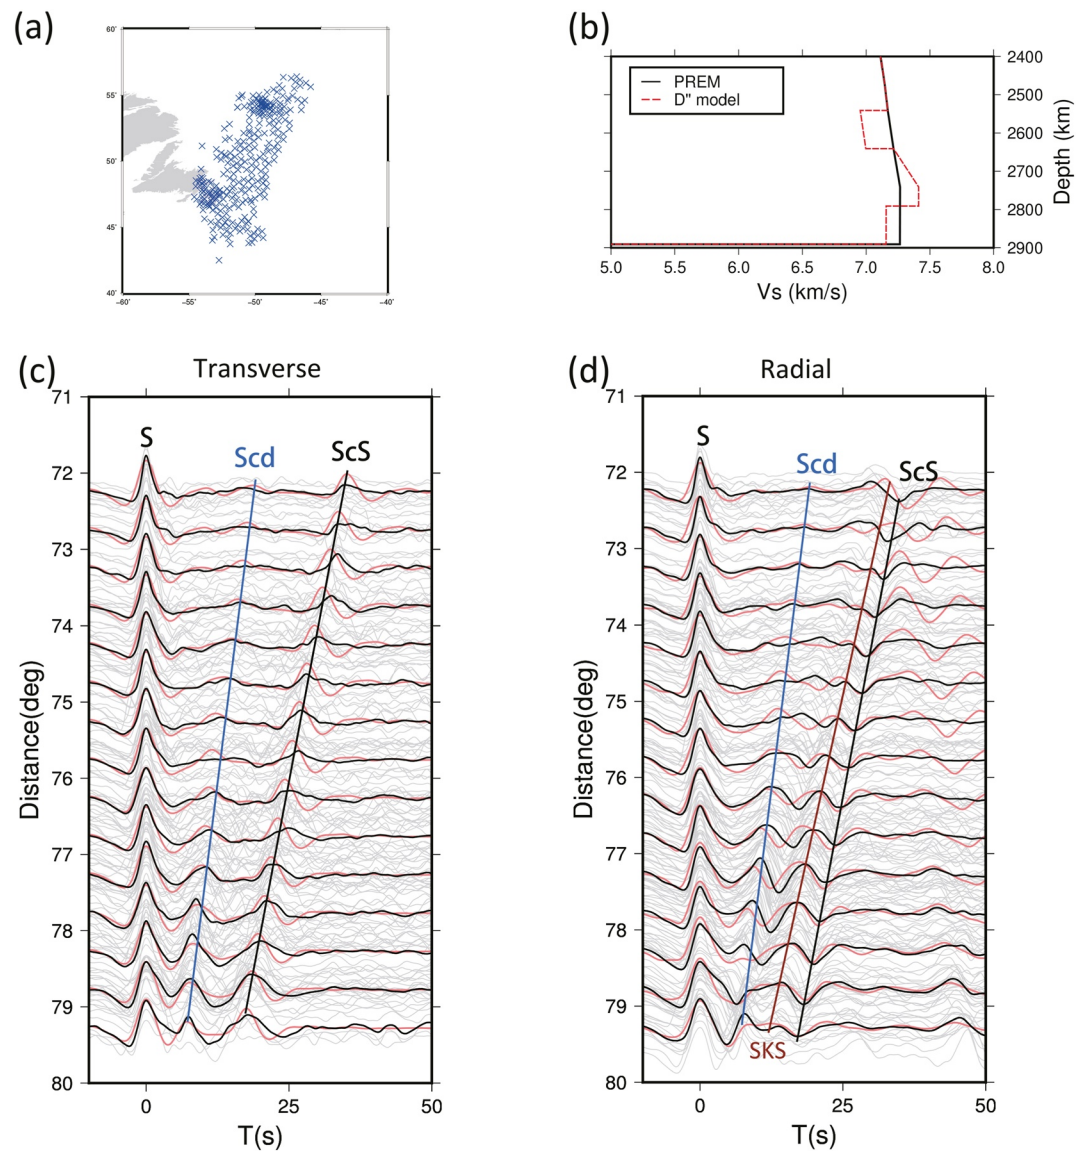 (a)
60˚
55˚
50˚
45˚
40˚
−60˚ −55˚ −50˚ −45˚ −40˚
(b)
PREM
D" model
2400
2500
2600
2700
2800
2900
Depth (km)
5.0 5.5 6.0 6.5 7.0 7.5 8.0
Vs (km/s)
(c)
Transverse
71
72
73
74
75
76
77
78
79
80
Distance(deg)
S
Scd
ScS
0 25 50
T(s)
(d)
Radial
71
72
73
74
75
76
77
78
79
80
Distance(deg)
S
Scd
ScS
SKS
0 25 50
T(s)